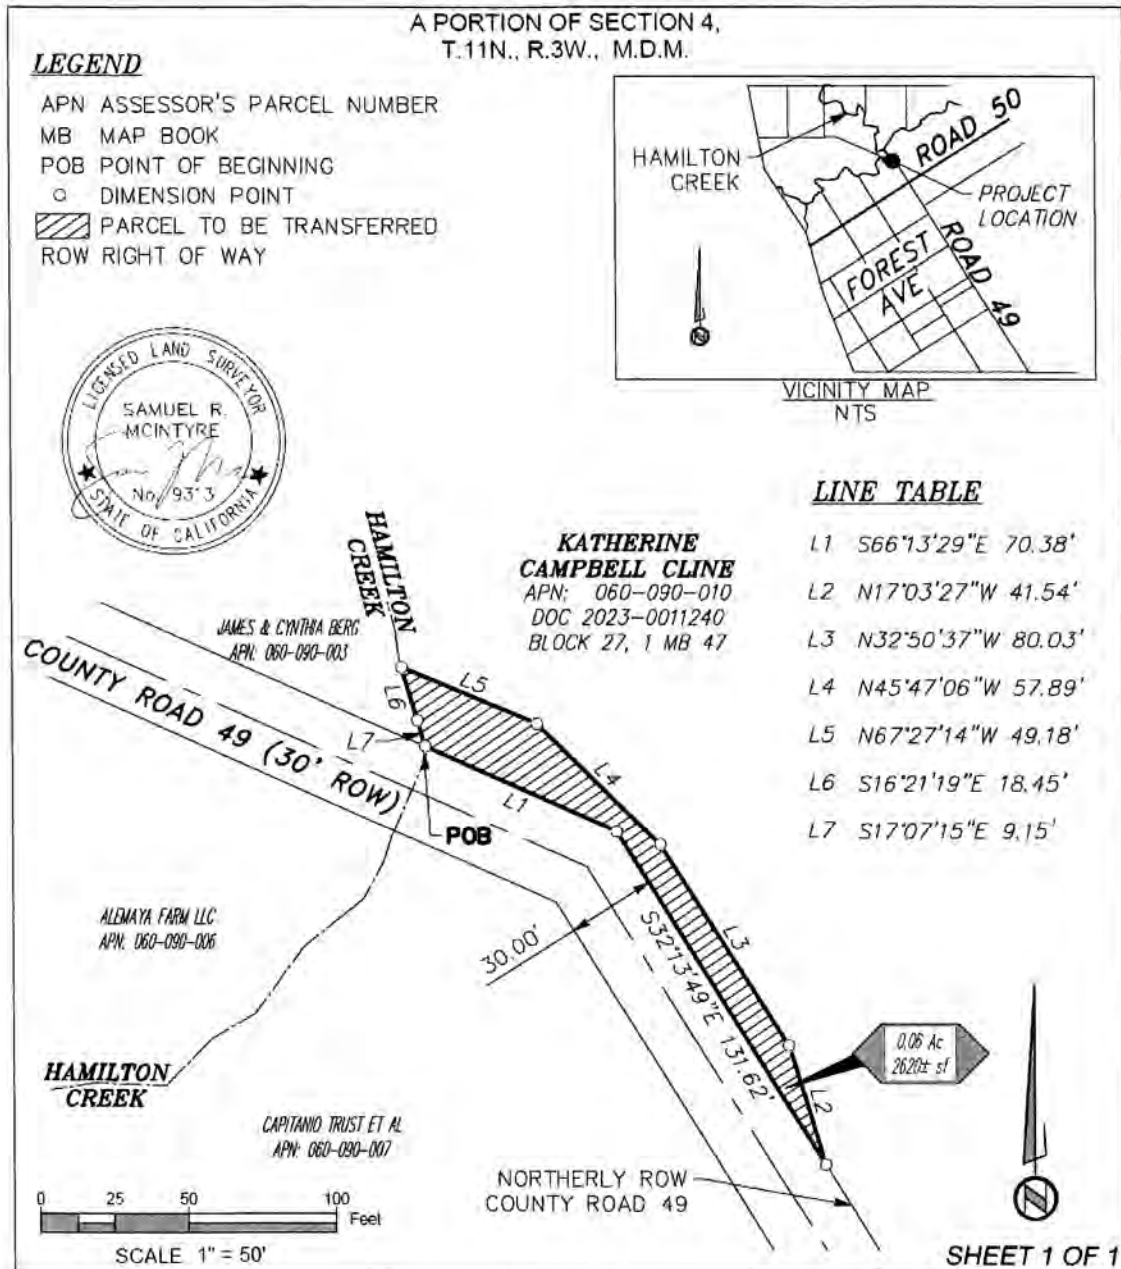 A PORTION OF SECTION 4,
T.11N., R.3W., M.D.M.
LEGEND
APN ASSESSOR'S PARCEL NUMBER
MB MAP BOOK
POB POINT OF BEGINNING
DIMENSION POINT
PARCEL TO BE TRANSFERRED
ROW RIGHT OF WAY
HAMILTON
CREEK
ROAD 50
PROJECT
LOCATION
FOREST
AVE
ROAD 49
N
VICINITY MAP
NTS
LICENSED LAND SURVEYOR
SAMUEL R.
MCINTYRE
No. 9313
STATE OF CALIFORNIA
LINE TABLE
L1 S66°13'29"E 70.38'
L2 N17°03'27"W 41.54'
L3 N32°50'37"W 80.03'
L4 N45°47'06"W 57.89'
L5 N67°27'14"W 49.18'
L6 S16°21'19"E 18.45'
L7 S17°07'15"E 9.15'
HAMILTON
CREEK
KATHERINE
CAMPBELL CLINE
APN: 060-090-010
DOC 2023-0011240
BLOCK 27, 1 MB 47
JAMES & CYNTHIA BERG
APN: 060-090-003
COUNTY ROAD 49 (30' ROW)
L5
L6
L7
L4
L1
POB
L3
ALEMAYA FARM LLC
APN: 060-090-006
30.00'
S32°13'49"E 131.62'
0.06 Ac
2620± sf
L2
HAMILTON
CREEK
CAPITANIO TRUST ET AL
APN: 060-090-007
NORTHERLY ROW
COUNTY ROAD 49
N
0 25 50 100
Feet
SCALE 1" = 50'
SHEET 1 OF 1